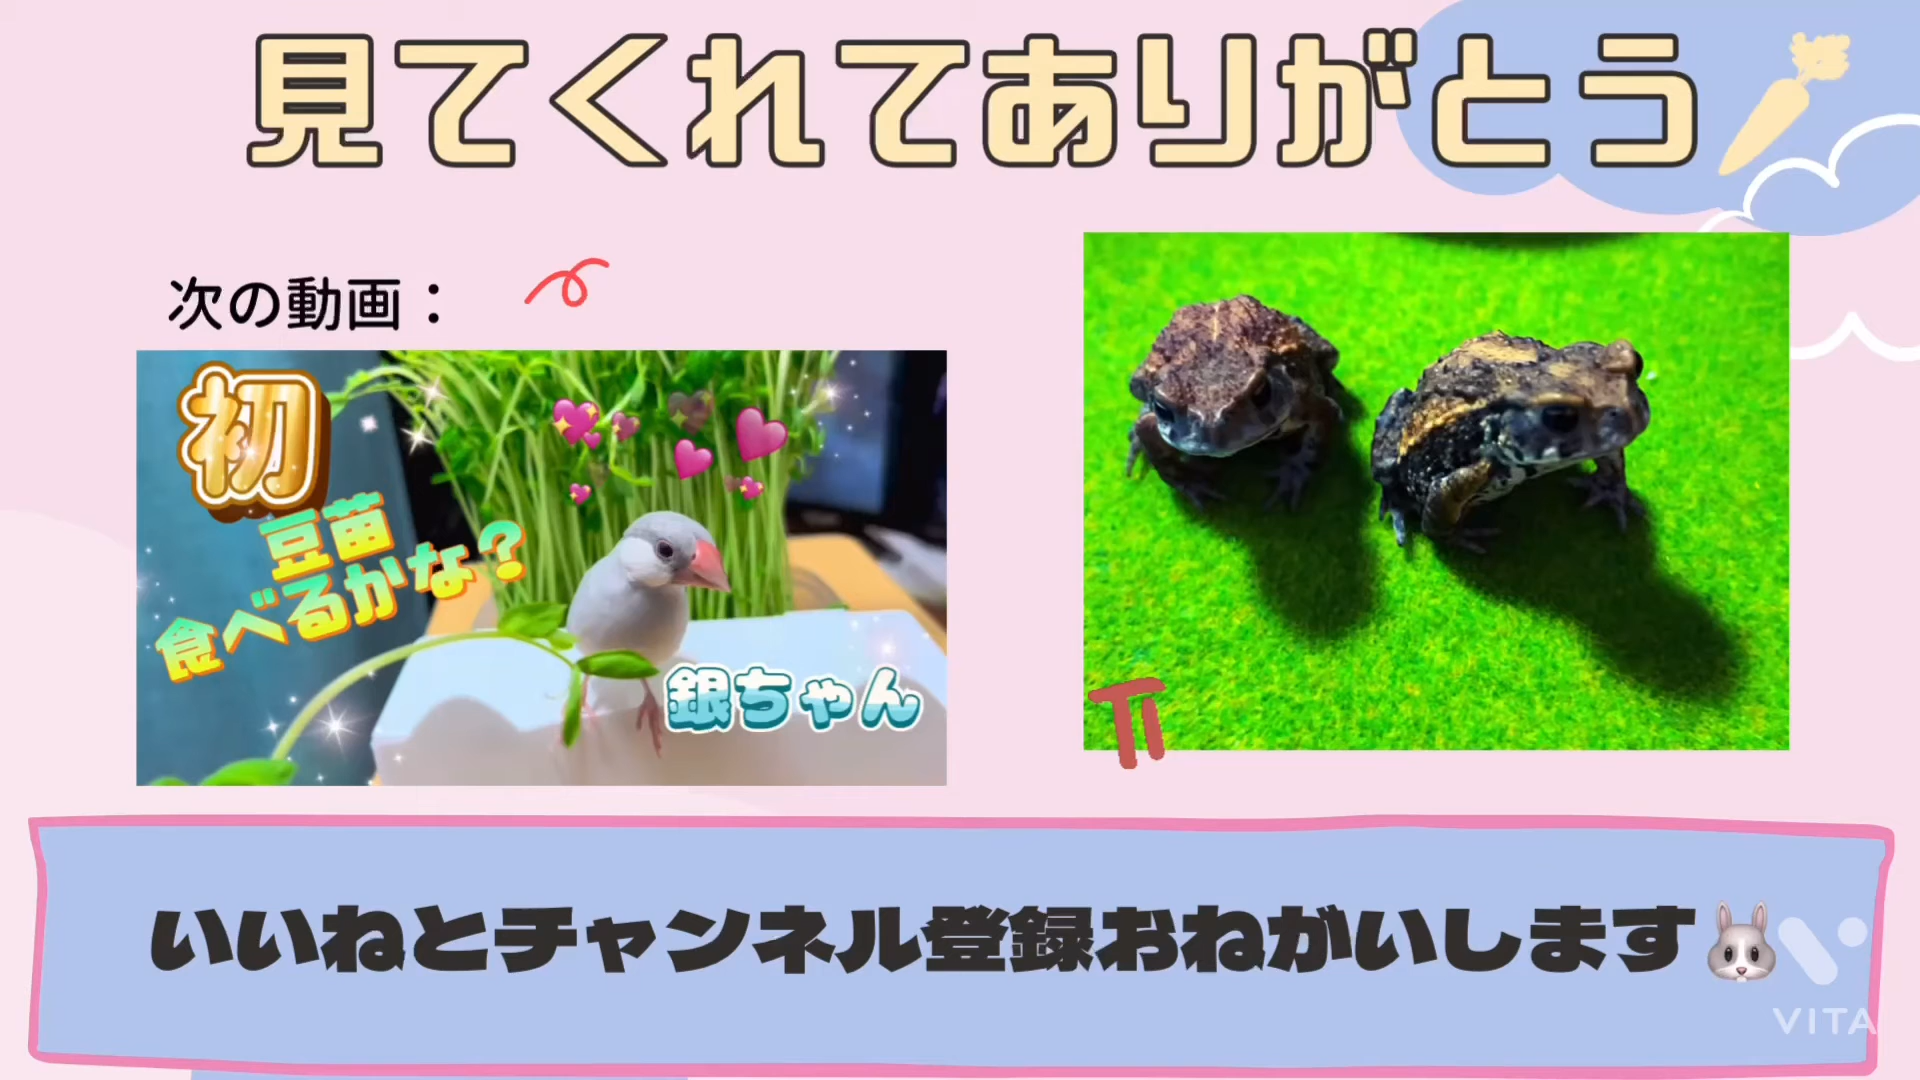 見てくれてありがとう
次の動画：
初
豆苗
食べるかな？
銀ちゃん
いいねとチャンネル登録おねがいします
VITA